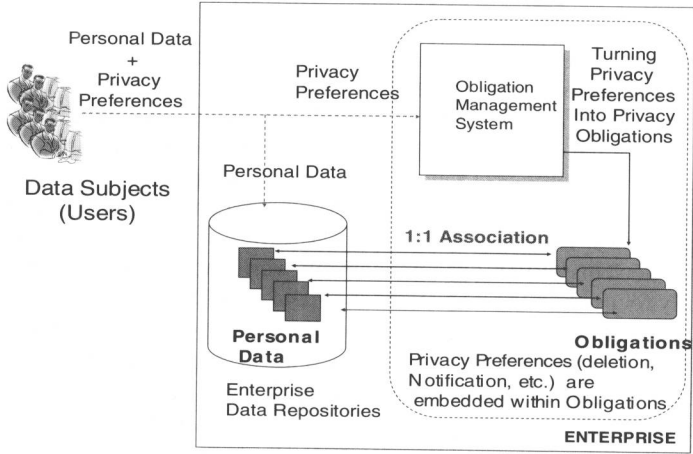 Personal Data
+
Privacy
Preferences
Data Subjects
(Users)
Privacy
Preferences
Personal Data
Obligation
Management
System
Turning
Privacy
Preferences
Into Privacy
Obligations
1:1 Association
Personal
Data
Obligations
Enterprise
Data Repositories
Privacy Preferences (deletion,
Notification, etc.) are
embedded within Obligations
ENTERPRISE